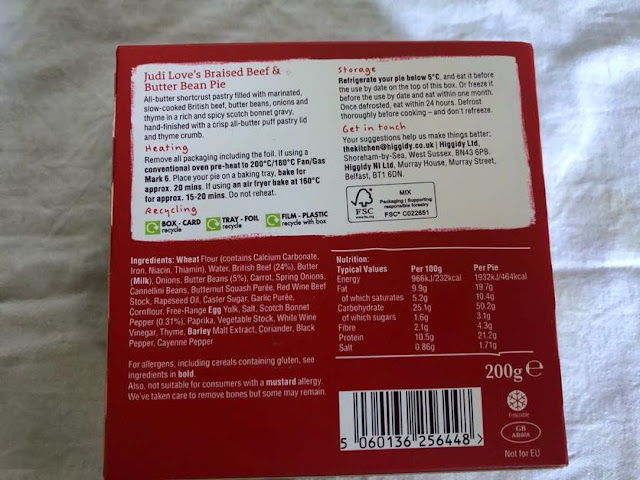 Judi Love's Braised Beef &
Butter Bean Pie
All-butter shortcrust pastry filled with marinated,
slow-cooked British beef, butter beans, onions and
thyme in a rich and spicy scotch bonnet gravy,
hand-finished with a crisp all-butter puff pastry lid
and thyme crumb.
Heating
Remove all packaging including the foil. If using a
conventional oven pre-heat to 200°C/180°C Fan/Gas
Mark 6. Place your pie on a baking tray, bake for
approx. 20 mins. If using an air fryer bake at 160°C
for approx. 15-20 mins. Do not reheat.
Recycling
BOX - CARD
recycle
TRAY - FOIL
recycle
FILM - PLASTIC
recycle with box
Storage
Refrigerate your pie below 5°C, and eat it before
the use by date on the top of this box. Or freeze it
before the use by date and eat within one month.
Once defrosted, eat within 24 hours. Defrost
thoroughly before cooking – and don't refreeze.
Get in touch
Your suggestions help us make things better;
thekitchen@higgidy.co.uk | Higgidy Ltd,
Shoreham-by-Sea, West Sussex, BN43 6PB.
Higgidy NI Ltd, Murray House, Murray Street,
Belfast, BT1 6DN.
FSC
www.fsc.org
MIX
Packaging | Supporting
responsible forestry
FSC® C022851
Ingredients: Wheat Flour (contains Calcium Carbonate,
Iron, Niacin, Thiamin), Water, British Beef (24%), Butter
(Milk), Onions, Butter Beans (5%), Carrot, Spring Onions,
Cannellini Beans, Butternut Squash Purée, Red Wine Beef
Stock, Rapeseed Oil, Caster Sugar, Garlic Purée,
Cornflour, Free-Range Egg Yolk, Salt, Scotch Bonnet
Pepper (0.31%), Paprika, Vegetable Stock, White Wine
Vinegar, Thyme, Barley Malt Extract, Coriander, Black
Pepper, Cayenne Pepper
For allergens, including cereals containing gluten, see
ingredients in bold.
Also, not suitable for consumers with a mustard allergy.
We've taken care to remove bones but some may remain.
Nutrition:
Typical Values Per 100g Per Pie
Energy 966kJ/232kcal 1932kJ/464kcal
Fat 9.9g 19.7g
of which saturates 5.2g 10.4g
Carbohydrate 25.1g 50.2g
of which sugars 1.6g 3.1g
Fibre 2.1g 4.3g
Protein 10.5g 21.2g
Salt 0.86g 1.71g
200g e
5 060136 256448 >
Freezable
GB
AB008
Not for EU